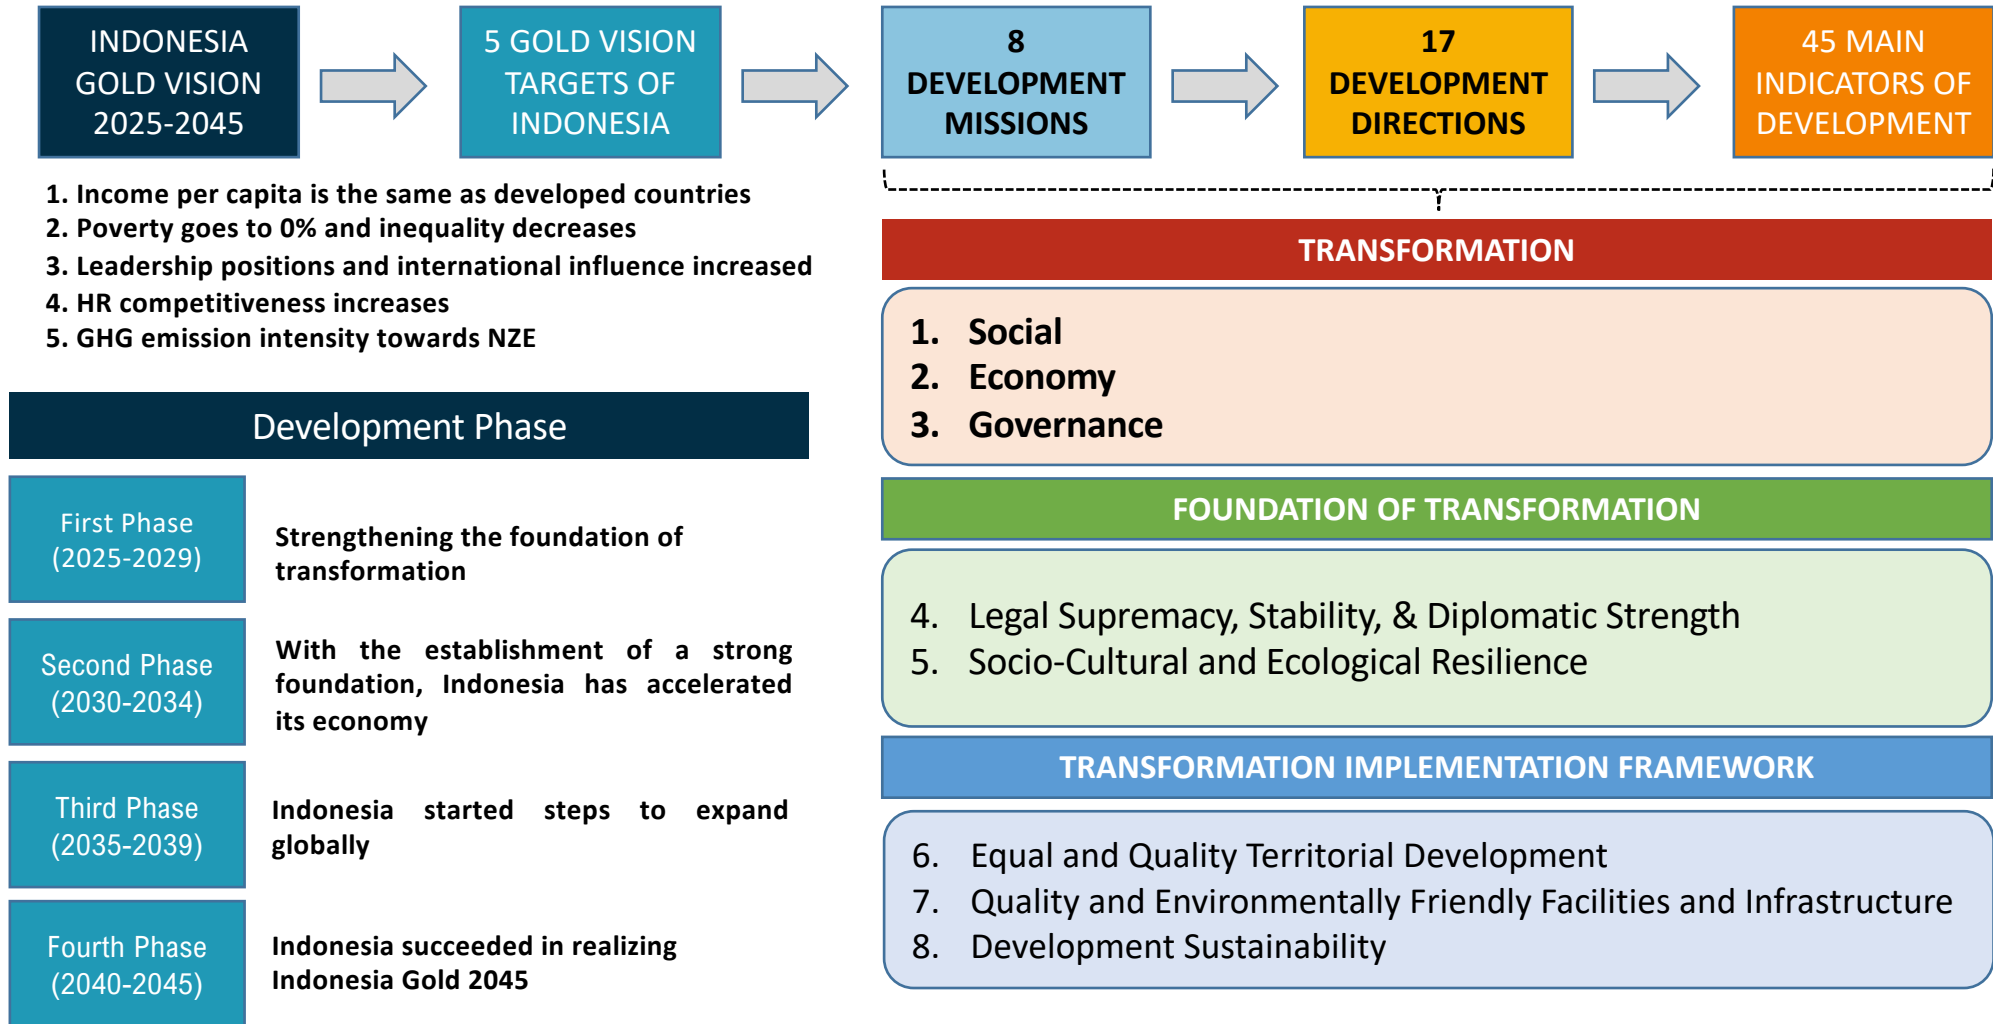 INDONESIA
GOLD VISION
2025-2045
5 GOLD VISION
TARGETS OF
INDONESIA
8
DEVELOPMENT
MISSIONS
17
DEVELOPMENT
DIRECTIONS
45 MAIN
INDICATORS OF
DEVELOPMENT
1. Income per capita is the same as developed countries
2. Poverty goes to 0% and inequality decreases
3. Leadership positions and international influence increased
4. HR competitiveness increases
5. GHG emission intensity towards NZE
Development Phase
First Phase
(2025-2029)
Strengthening the foundation of
transformation
Second Phase
(2030-2034)
With the establishment of a strong
foundation, Indonesia has accelerated
its economy
Third Phase
(2035-2039)
Indonesia started steps to expand
globally
Fourth Phase
(2040-2045)
Indonesia succeeded in realizing
Indonesia Gold 2045
TRANSFORMATION
1. Social
2. Economy
3. Governance
FOUNDATION OF TRANSFORMATION
4. Legal Supremacy, Stability, & Diplomatic Strength
5. Socio-Cultural and Ecological Resilience
TRANSFORMATION IMPLEMENTATION FRAMEWORK
6. Equal and Quality Territorial Development
7. Quality and Environmentally Friendly Facilities and Infrastructure
8. Development Sustainability